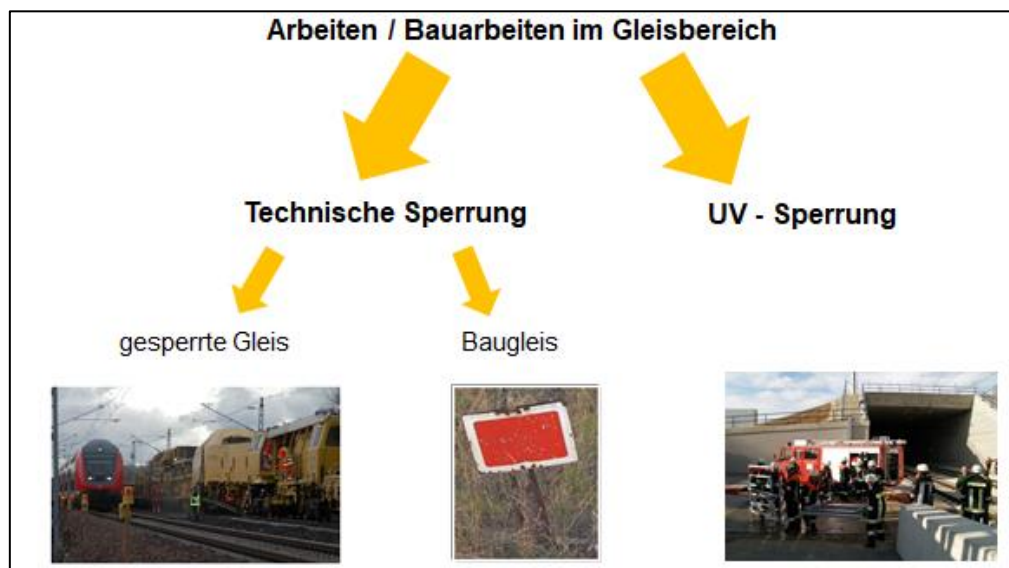 Arbeiten / Bauarbeiten im Gleisbereich
Technische Sperrung
UV - Sperrung
gesperrte Gleis
Baugleis